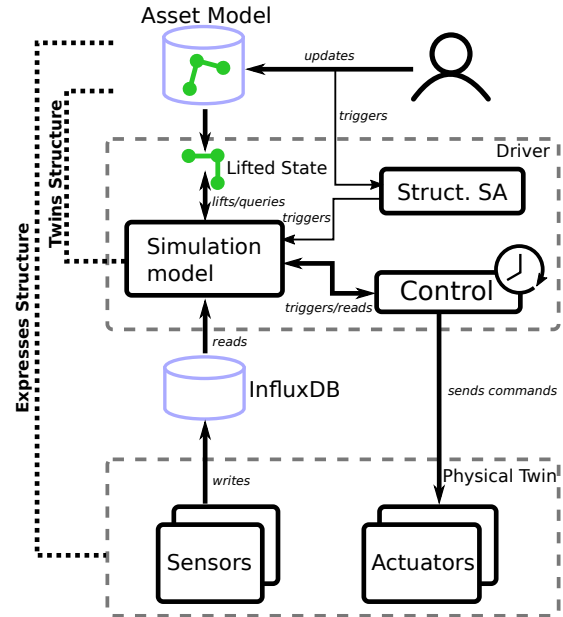 Asset Model
updates
triggers
Driver
Lifted State
Struct. SA
lifts/queries
triggers
Simulation
model
Control
triggers/reads
reads
InfluxDB
sends commands
Physical Twin
writes
Sensors
Actuators
Twins Structure
Expresses Structure